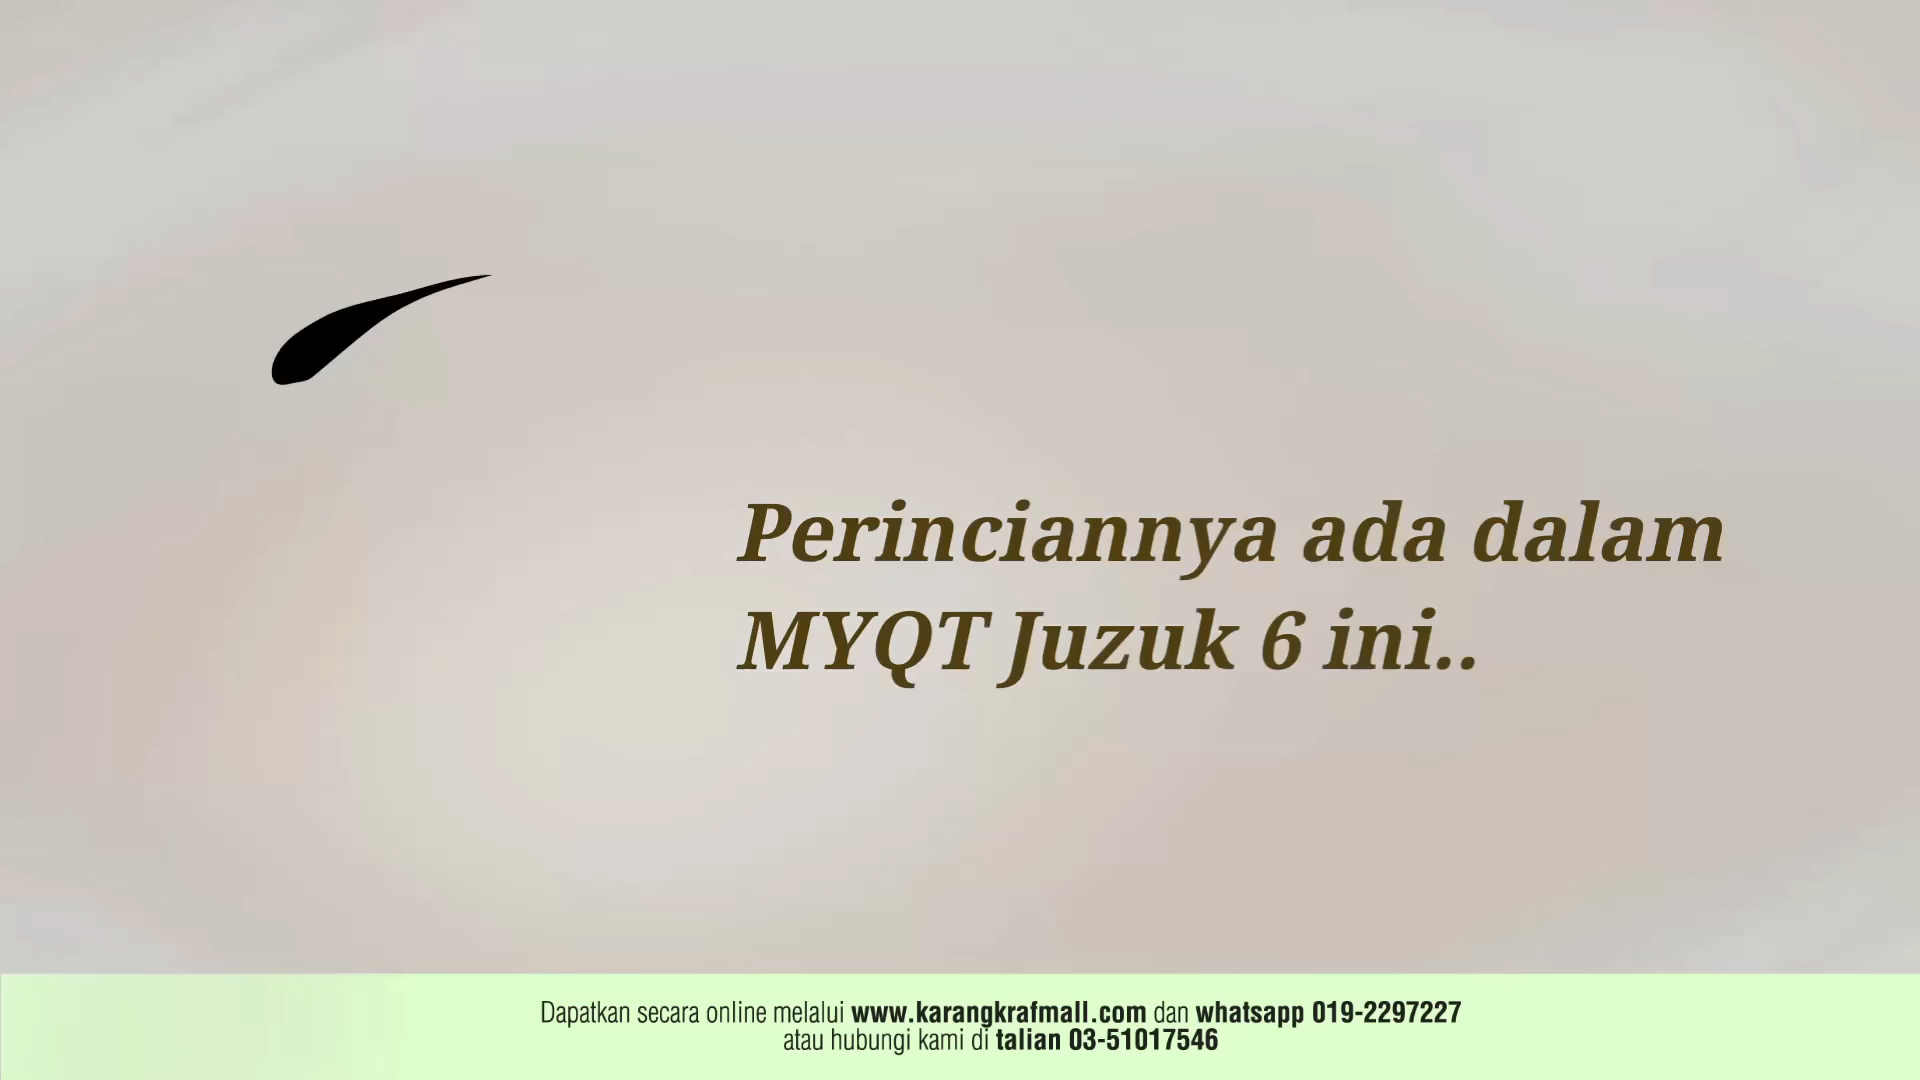 Perinciannya ada dalam
MYQT Juzuk 6 ini..
Dapatkan secara online melalui www.karangkrafmall.com dan whatsapp 019-2297227
atau hubungi kami di talian 03-51017546